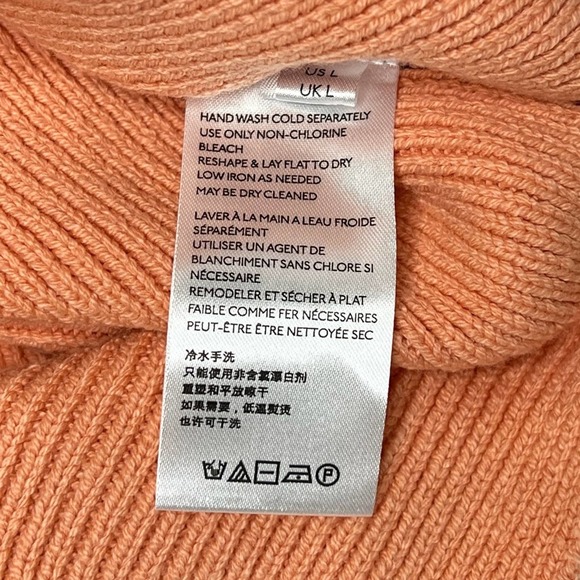 US L
UK L
HAND WASH COLD SEPARATELY
USE ONLY NON-CHLORINE
BLEACH
RESHAPE & LAY FLAT TO DRY
LOW IRON AS NEEDED
MAY BE DRY CLEANED
LAVER À LA MAIN A LEAU FROIDE
SÉPARÉMENT
UTILISER UN AGENT DE
BLANCHIMENT SANS CHLORE SI
NÉCESSAIRE
REMODELER ET SÉCHER À PLAT
FAIBLE COMME FER NÉCESSAIRES
PEUT-ÊTRE ÊTRE NETTOYÉE SEC
冷水手洗
只能使用非含氯漂白剂
重塑和平放晾干
如果需要，低温熨烫
也许可干洗
P